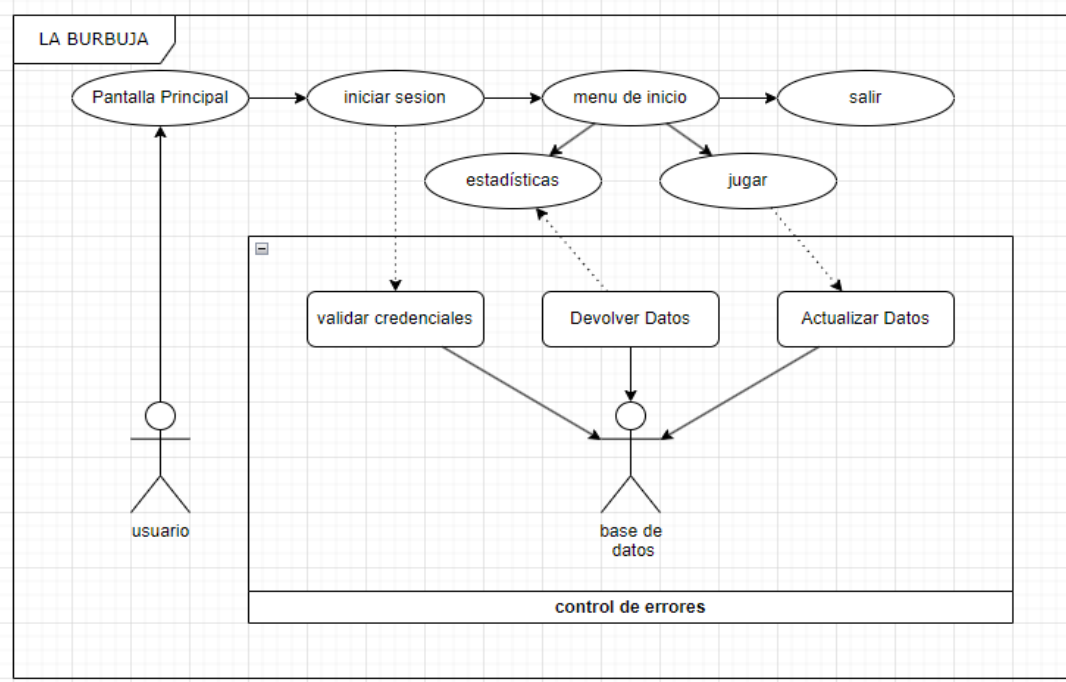 LA BURBUJA
Pantalla Principal
iniciar sesion
menu de inicio
salir
estadísticas
jugar
validar credenciales
Devolver Datos
Actualizar Datos
usuario
base de
datos
control de errores